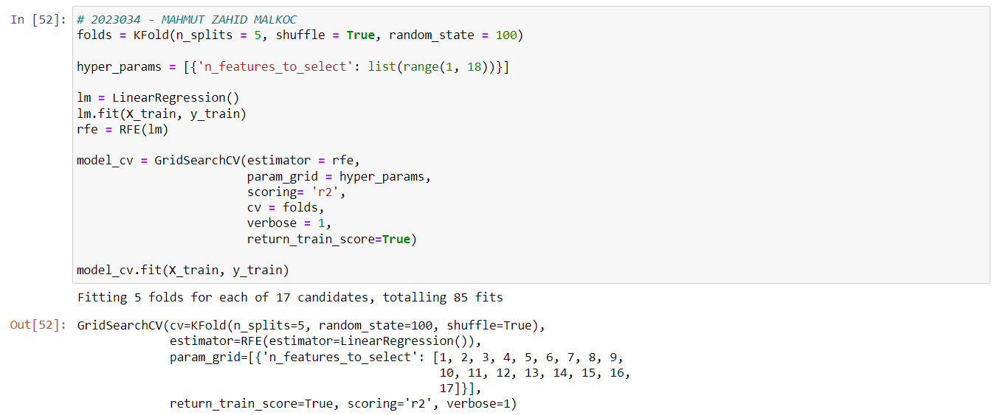 In [52]: # 2023034 - MAHMUT ZAHID MALKOC
folds = KFold(n_splits = 5, shuffle = True, random_state = 100)
hyper_params = [{'n_features_to_select': list(range(1, 18))}]
lm = LinearRegression()
lm.fit(X_train, y_train)
rfe = RFE(lm)
model_cv = GridSearchCV(estimator = rfe,
param_grid = hyper_params,
scoring= 'r2',
cv = folds,
verbose = 1,
return_train_score=True)
model_cv.fit(X_train, y_train)
Fitting 5 folds for each of 17 candidates, totalling 85 fits
Out[52]: GridSearchCV(cv=KFold(n_splits=5, random_state=100, shuffle=True),
estimator=RFE(estimator=LinearRegression()),
param_grid=[{'n_features_to_select': [1, 2, 3, 4, 5, 6, 7, 8, 9,
10, 11, 12, 13, 14, 15, 16,
17]}],
return_train_score=True, scoring='r2', verbose=1)